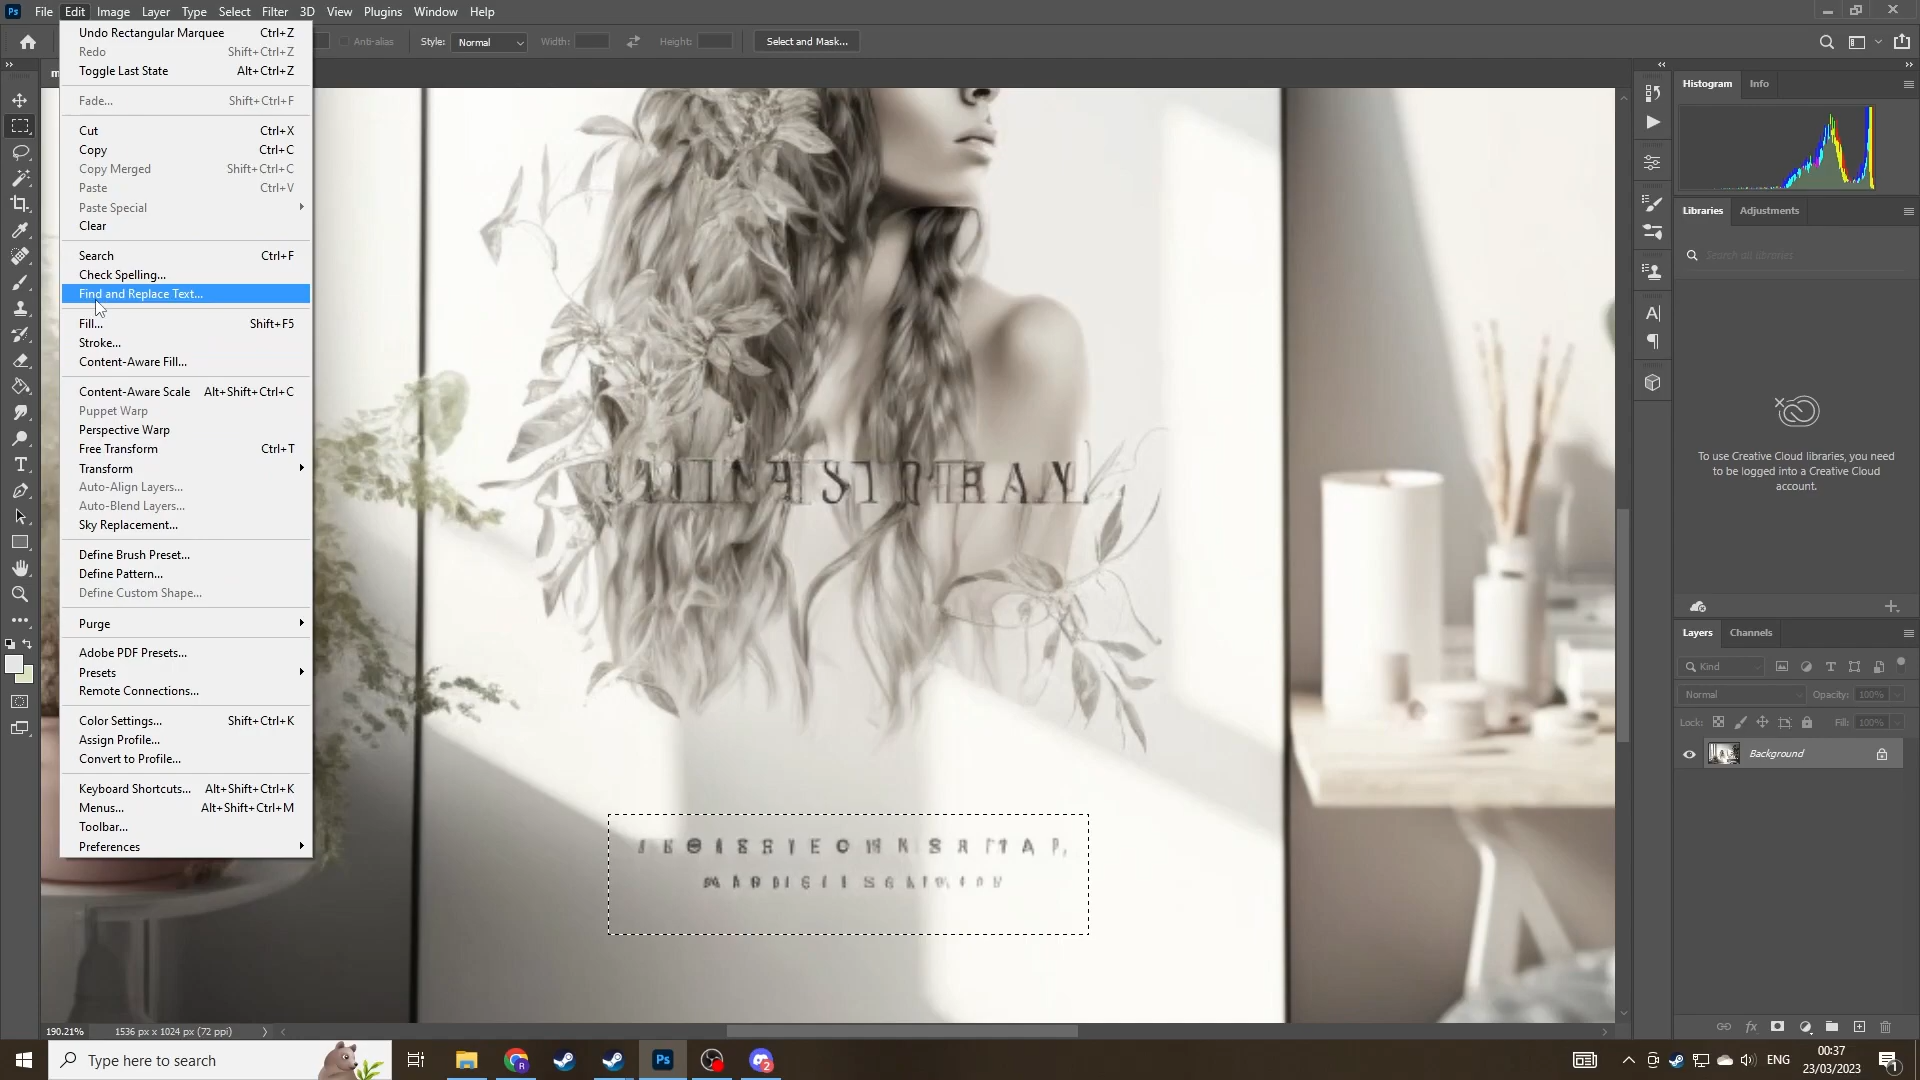 Ps File Edit Image Layer Type Select Filter 3D View Plugins Window Help
Anti-alias Style: Normal Width: Height: Select and Mask...
Undo Rectangular Marquee Ctrl+Z
Redo Shift+Ctrl+Z
Toggle Last State Alt+Ctrl+Z
Fade... Shift+Ctrl+F
Cut Ctrl+X
Copy Ctrl+C
Copy Merged Shift+Ctrl+C
Paste Ctrl+V
Paste Special
Clear
Search Ctrl+F
Check Spelling...
Find and Replace Text...
Fill... Shift+F5
Stroke...
Content-Aware Fill...
Content-Aware Scale Alt+Shift+Ctrl+C
Puppet Warp
Perspective Warp
Free Transform Ctrl+T
Transform
Auto-Align Layers...
Auto-Blend Layers...
Sky Replacement...
Define Brush Preset...
Define Pattern...
Define Custom Shape...
Purge
Adobe PDF Presets...
Presets
Remote Connections...
Color Settings... Shift+Ctrl+K
Assign Profile...
Convert to Profile...
Keyboard Shortcuts... Alt+Shift+Ctrl+K
Menus... Alt+Shift+Ctrl+M
Toolbar...
Preferences
Histogram Info
Libraries Adjustments
Search all libraries
To use Creative Cloud libraries, you need
to be logged into a Creative Cloud
account.
Layers Channels
Kind
Normal Opacity: 100%
Lock: Fill: 100%
Background
190.21% 1536 px x 1024 px (72 ppi)
Type here to search
Ps
ENG
00:37
23/03/2023